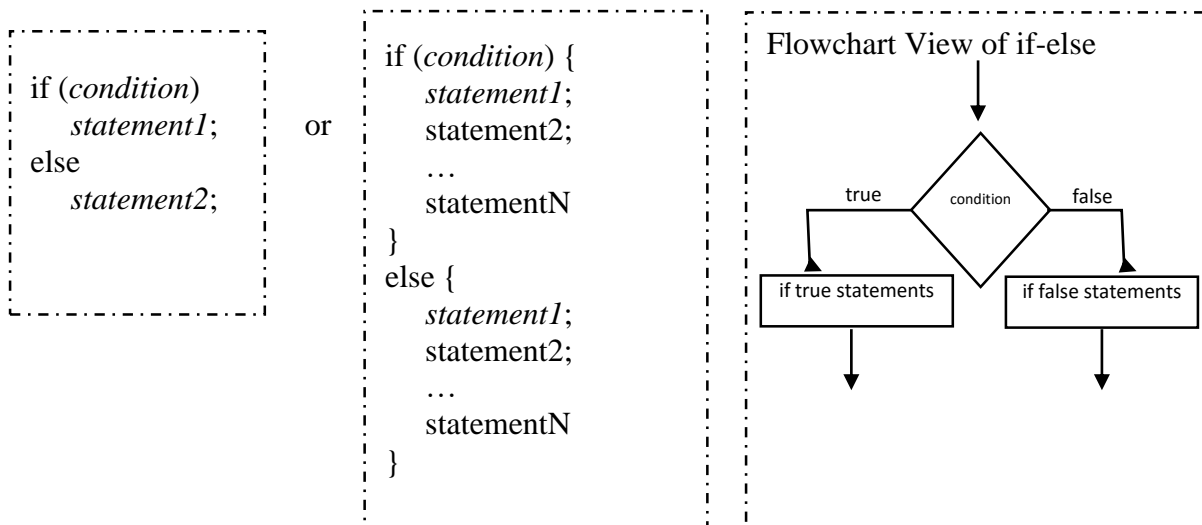 if (condition)
statement1;
else
statement2;
or
if (condition) {
statement1;
statement2;
…
statementN
}
else {
statement1;
statement2;
…
statementN
}
Flowchart View of if-else
condition
true
false
if true statements
if false statements